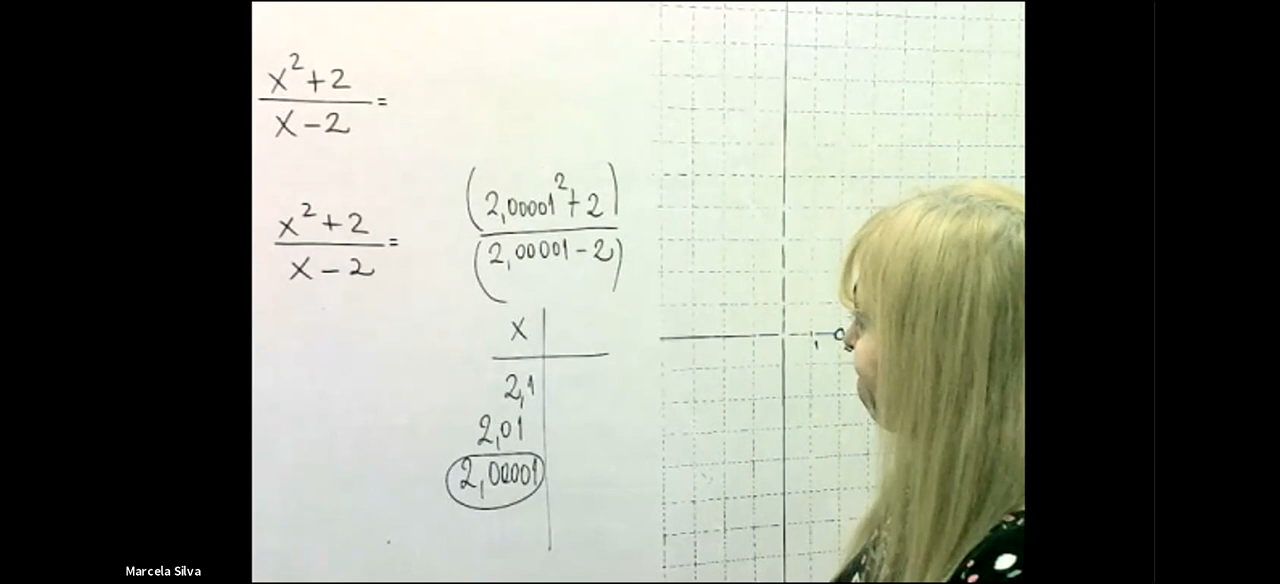 x²+2
x-2 =
x²+2
x-2 =
(2,00001²+2)
(2,00001-2)
x
2,1
2,01
2,00001
Marcela Silva